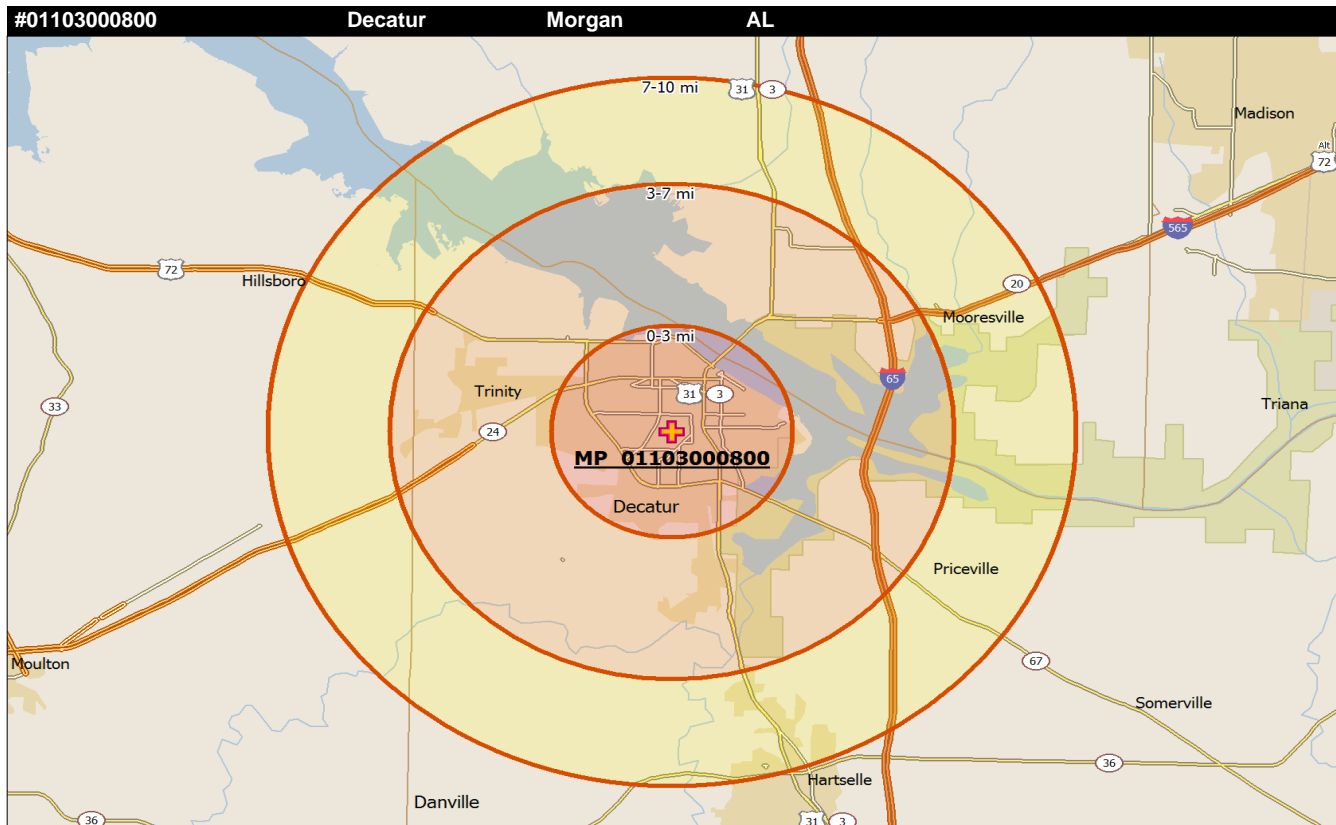 #01103000800 Decatur Morgan AL
7-10 mi
31 3
Madison
Alt
72
3-7 mi
565
72
Hillsboro
20
Mooresville
0-3 mi
65
Trinity
31 3
33
Triana
24
MP 01103000800
Decatur
Priceville
Moulton
67
Somerville
36
Hartselle
Danville
36
31 3